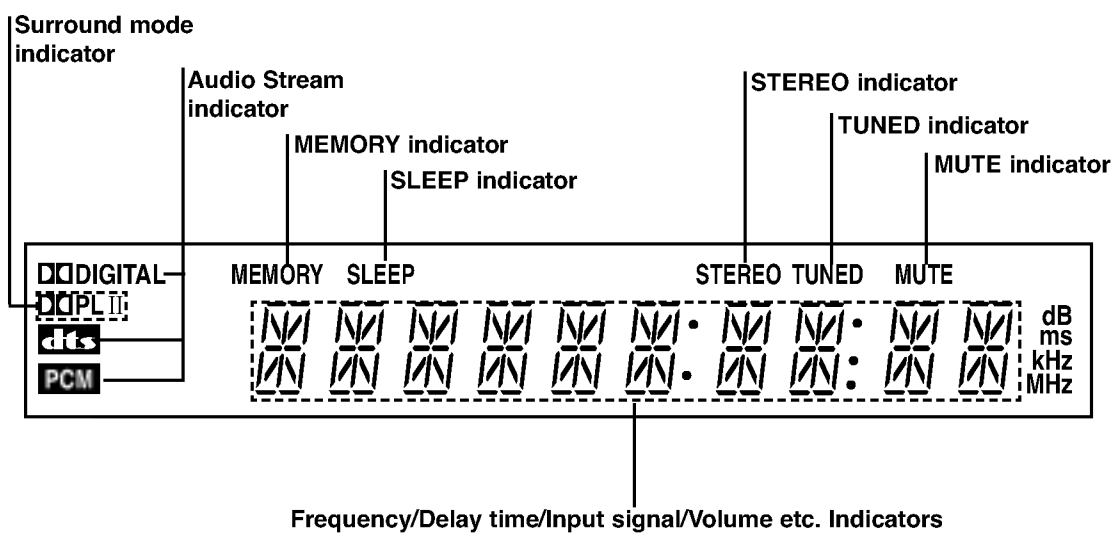 Surround mode
indicator
Audio Stream
indicator
MEMORY indicator
SLEEP indicator
STEREO indicator
TUNED indicator
MUTE indicator
DIGITAL MEMORY SLEEP STEREO TUNED MUTE
PL II
dts
PCM
dB
ms
kHz
MHz
Frequency/Delay time/Input signal/Volume etc. Indicators